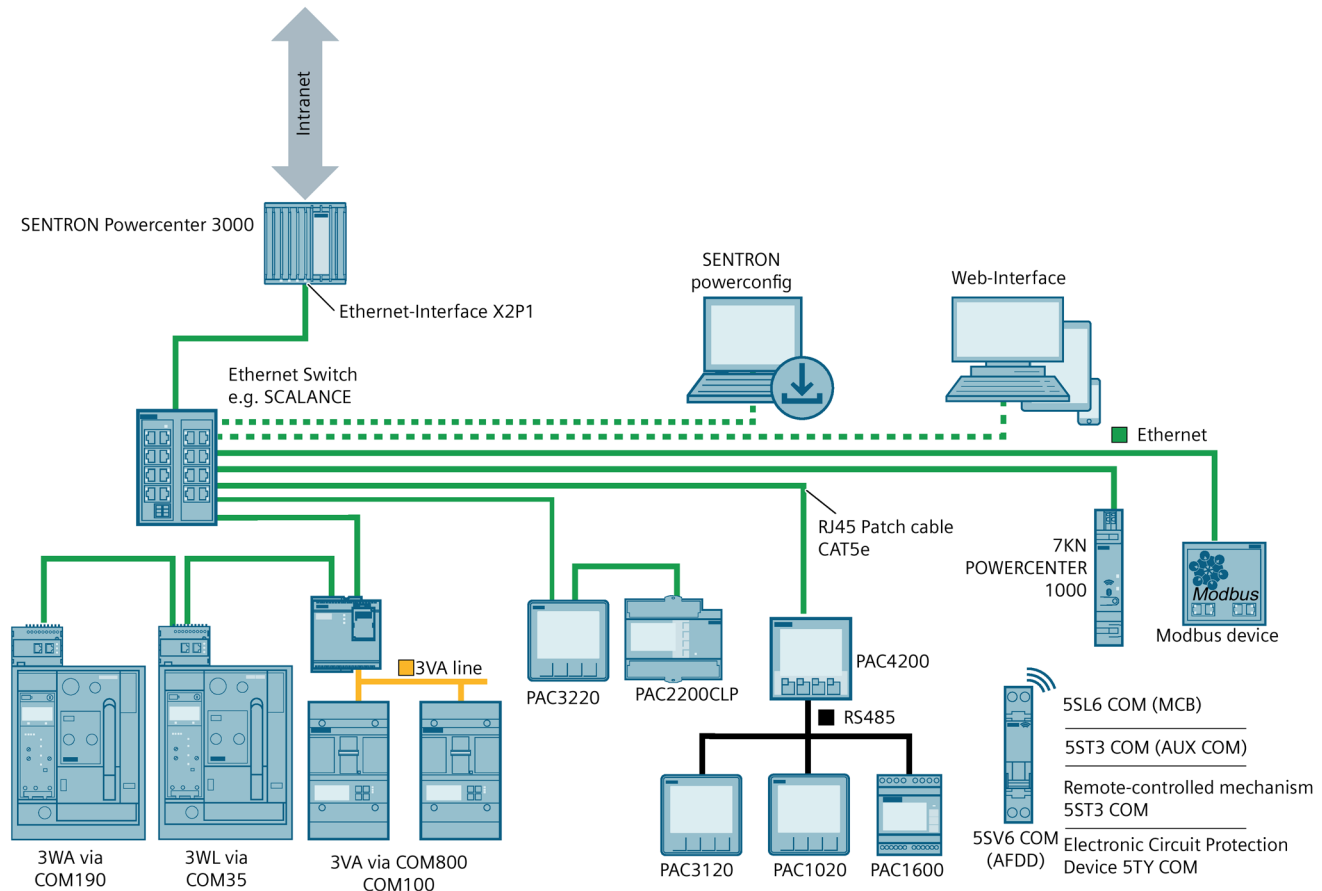 Intranet
SENTRON Powercenter 3000
Ethernet-Interface X2P1
SENTRON
powerconfig
Web-Interface
Ethernet Switch
e.g. SCALANCE
Ethernet
RJ45 Patch cable
CAT5e
7KN
POWERCENTER
1000
Modbus
Modbus device
3VA line
PAC3220
PAC2200CLP
PAC4200
RS485
5SL6 COM (MCB)
5ST3 COM (AUX COM)
Remote-controlled mechanism
5ST3 COM
5SV6 COM
(AFDD)
Electronic Circuit Protection
Device 5TY COM
3WA via
COM190
3WL via
COM35
3VA via COM800
COM100
PAC3120
PAC1020
PAC1600